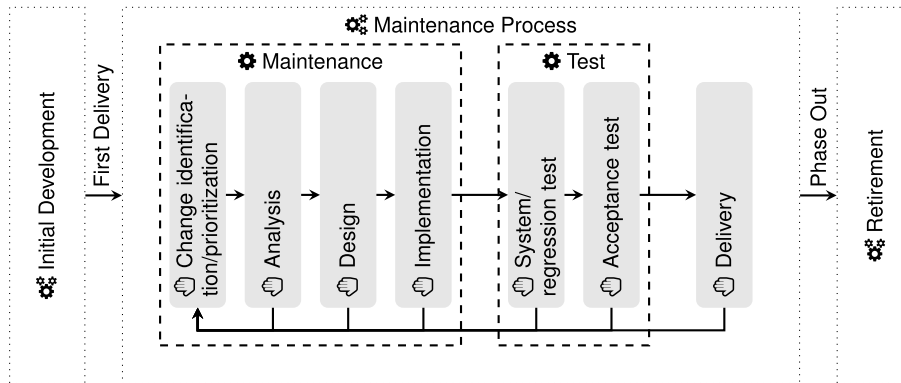 Maintenance Process
Initial Development
First Delivery
Maintenance
Change identifica-
tion/prioritization
Analysis
Design
Implementation
Test
System/
regression test
Acceptance test
Delivery
Phase Out
Retirement